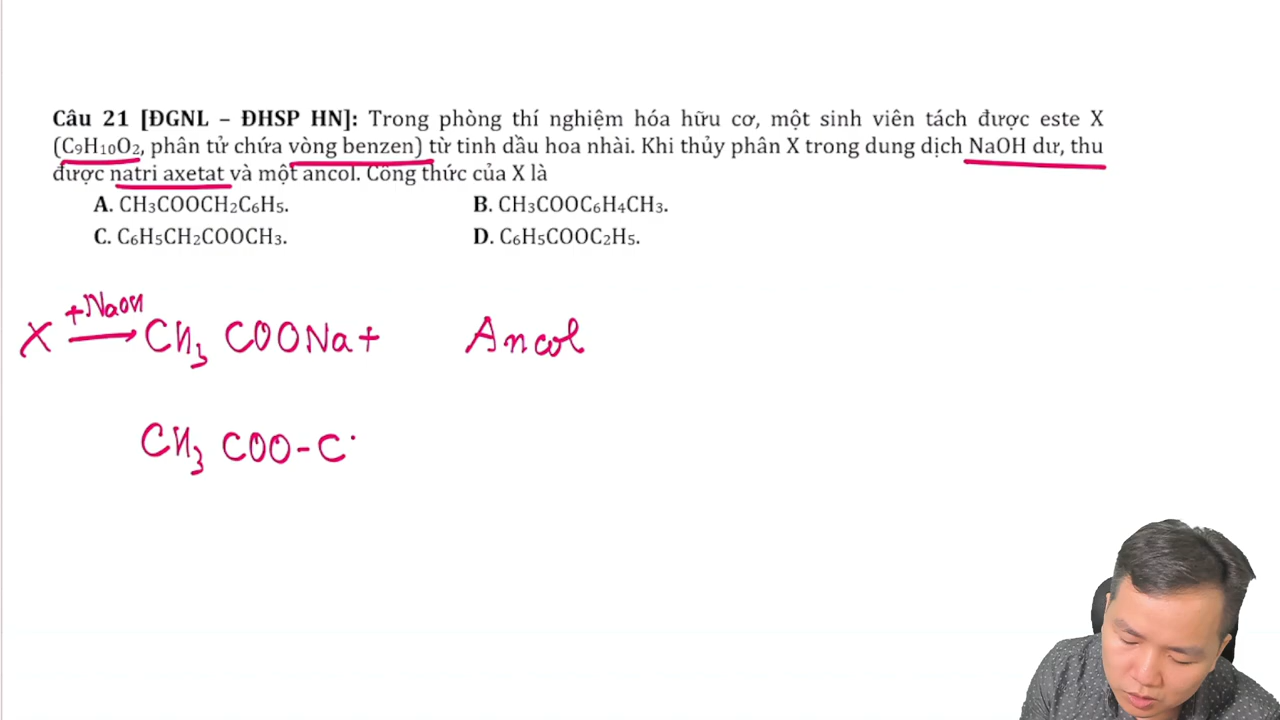 Câu 21 [ĐGNL – ĐHSP HN]: Trong phòng thí nghiệm hóa hữu cơ, một sinh viên tách được este X
(C₉H₁₀O₂, phân tử chứa vòng benzen) từ tinh dầu hoa nhài. Khi thủy phân X trong dung dịch NaOH dư, thu
được natri axetat và một ancol. Công thức của X là
A. CH₃COOCH₂C₆H₅. B. CH₃COOC₆H₄CH₃.
C. C₆H₅CH₂COOCH₃. D. C₆H₅COOC₂H₅.
+NaOH
X → CH₃COONa + Ancol
CH₃COO-C